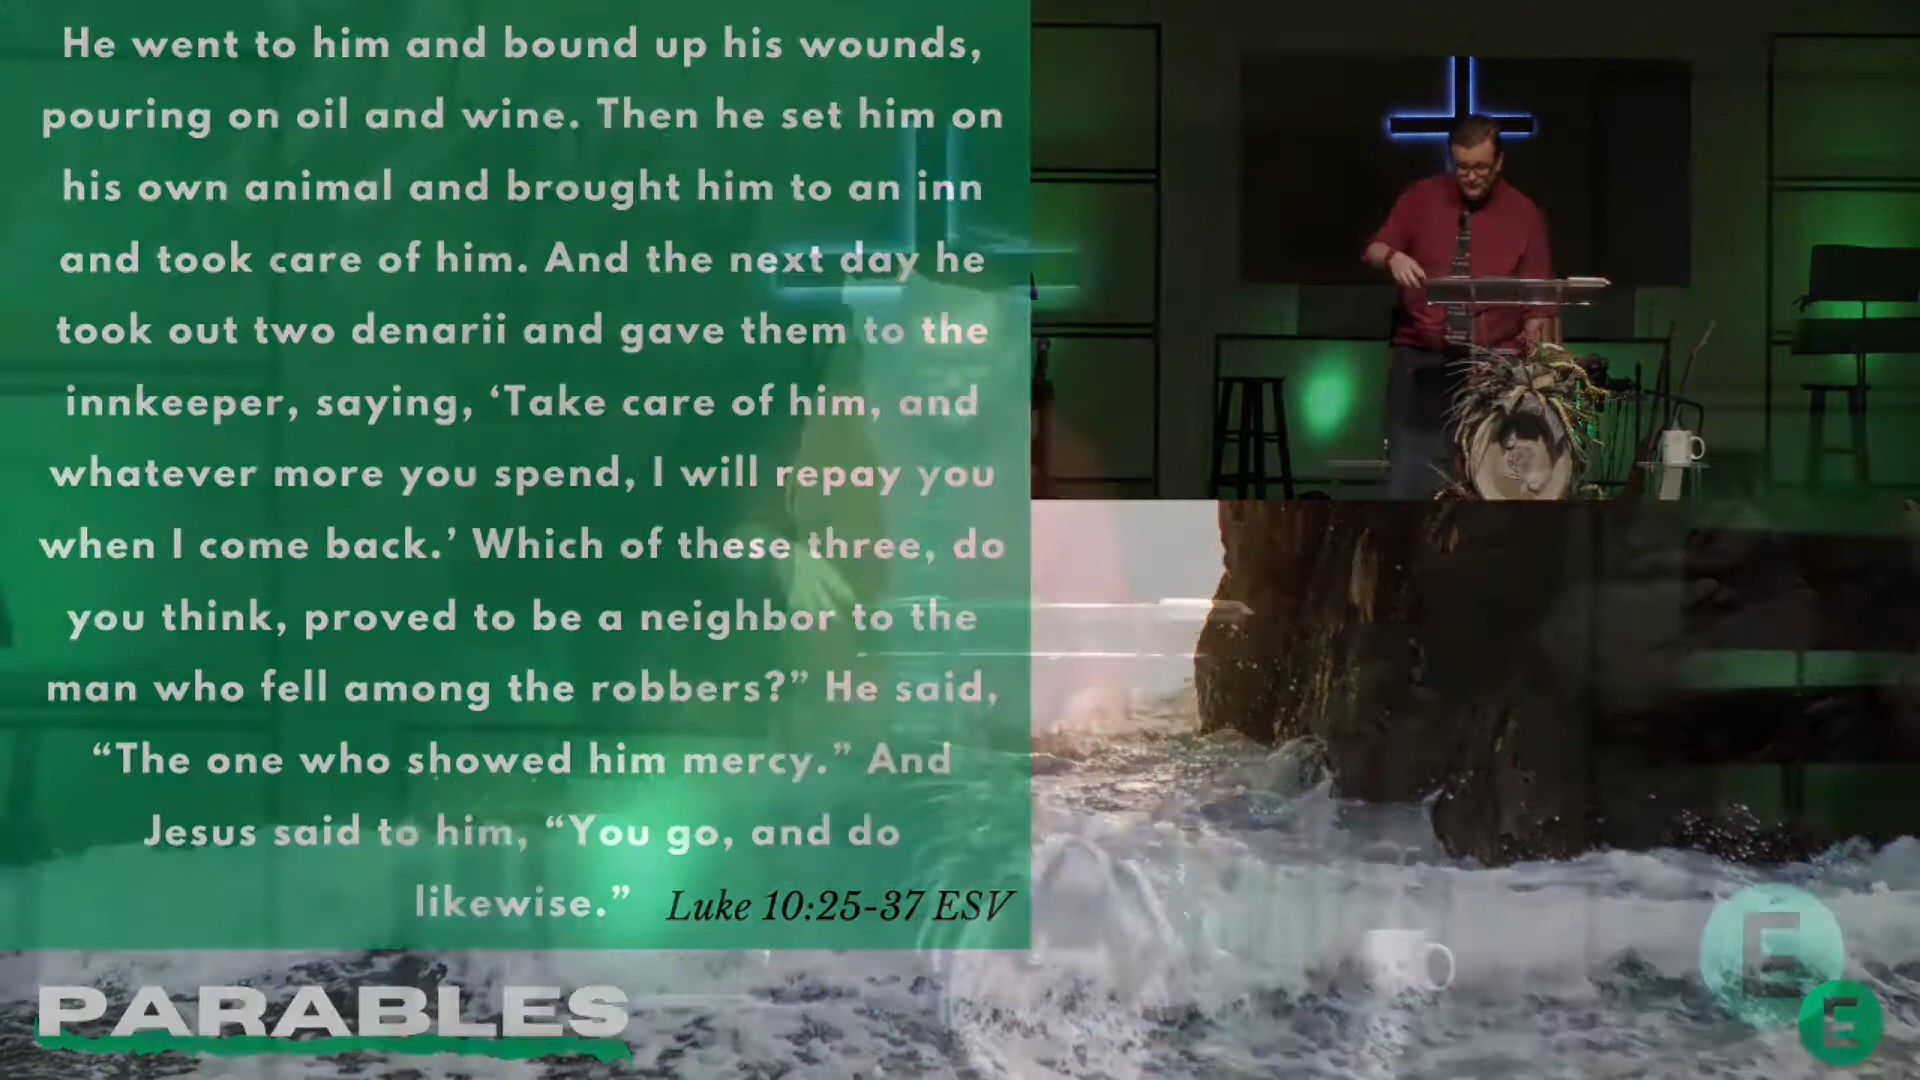 He went to him and bound up his wounds,
pouring on oil and wine. Then he set him on
his own animal and brought him to an inn
and took care of him. And the next day he
took out two denarii and gave them to the
innkeeper, saying, ‘Take care of him, and
whatever more you spend, I will repay you
when I come back.’ Which of these three, do
you think, proved to be a neighbor to the
man who fell among the robbers?” He said,
“The one who showed him mercy.” And
Jesus said to him, “You go, and do
likewise.” Luke 10:25-37 ESV
PARABLES
E
E